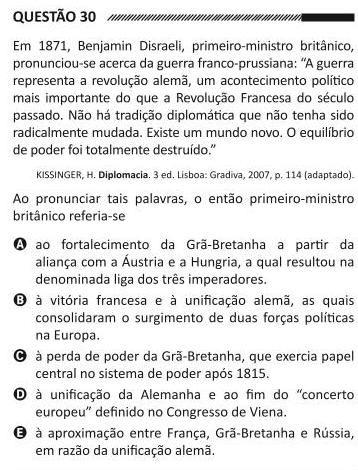 QUESTÃO 30
Em 1871, Benjamin Disraeli, primeiro-ministro britânico,
pronunciou-se acerca da guerra franco-prussiana: “A guerra
representa a revolução alemã, um acontecimento político
mais importante do que a Revolução Francesa do século
passado. Não há tradição diplomática que não tenha sido
radicalmente mudada. Existe um mundo novo. O equilíbrio
de poder foi totalmente destruído.”
KISSINGER, H. Diplomacia. 3 ed. Lisboa: Gradiva, 2007, p. 114 (adaptado).
Ao pronunciar tais palavras, o então primeiro-ministro
britânico referia-se
A ao fortalecimento da Grã-Bretanha a partir da
aliança com a Áustria e a Hungria, a qual resultou na
denominada liga dos três imperadores.
B à vitória francesa e à unificação alemã, as quais
consolidaram o surgimento de duas forças políticas
na Europa.
C à perda de poder da Grã-Bretanha, que exercia papel
central no sistema de poder após 1815.
D à unificação da Alemanha e ao fim do “concerto
europeu” definido no Congresso de Viena.
E à aproximação entre França, Grã-Bretanha e Rússia,
em razão da unificação alemã.